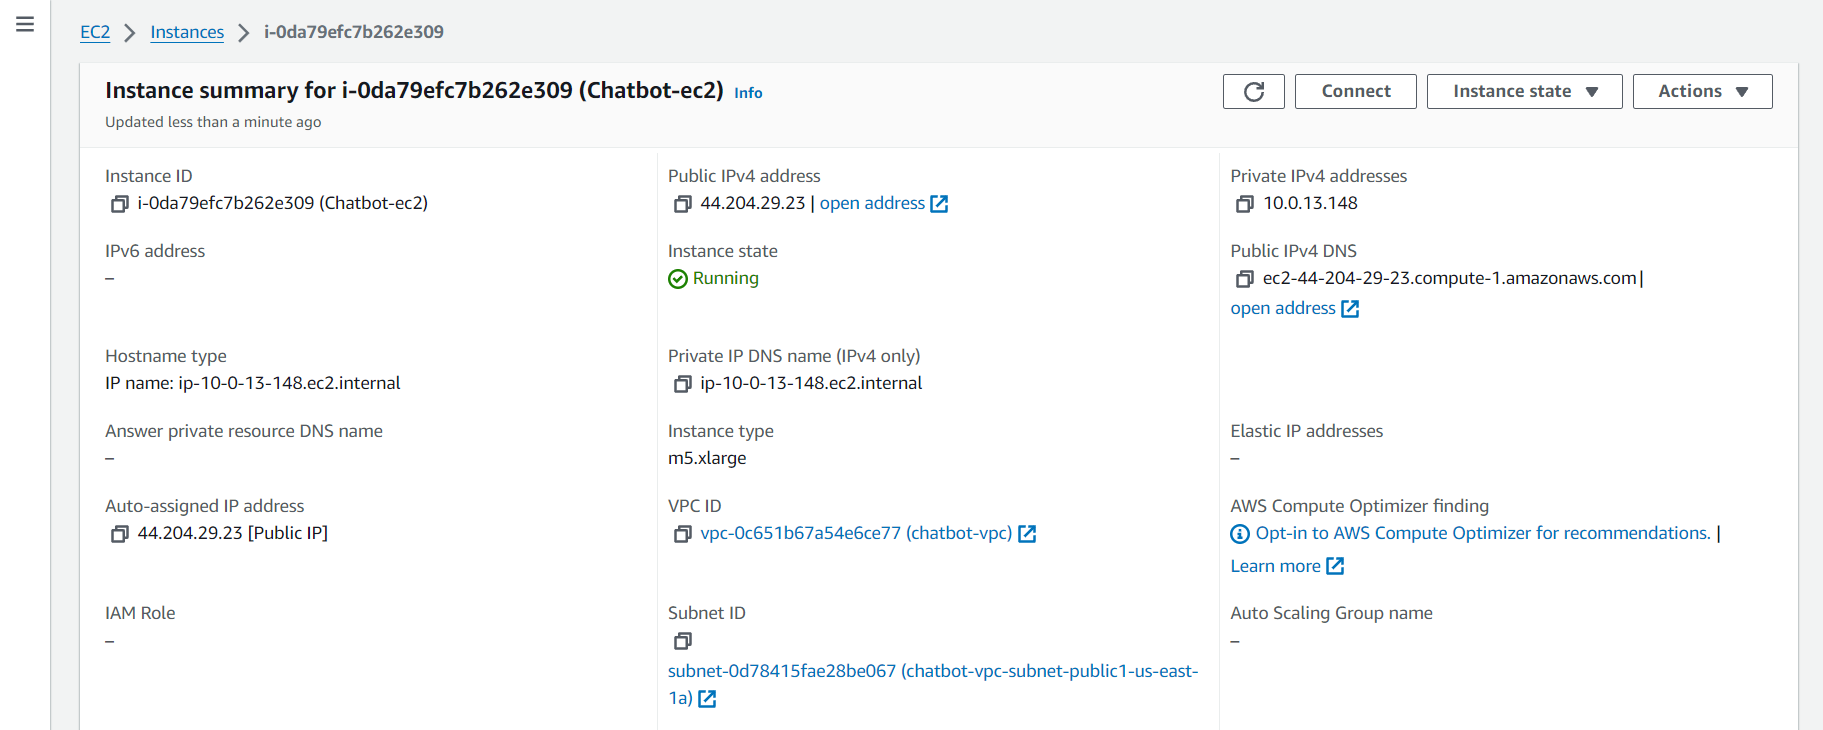 EC2 > Instances > i-0da79efc7b262e309
Instance summary for i-0da79efc7b262e309 (Chatbot-ec2) Info
Updated less than a minute ago
Connect
Instance state
Actions
Instance ID
i-0da79efc7b262e309 (Chatbot-ec2)
Public IPv4 address
44.204.29.23 | open address
Private IPv4 addresses
10.0.13.148
IPv6 address
–
Instance state
Running
Public IPv4 DNS
ec2-44-204-29-23.compute-1.amazonaws.com |
open address
Hostname type
IP name: ip-10-0-13-148.ec2.internal
Private IP DNS name (IPv4 only)
ip-10-0-13-148.ec2.internal
Answer private resource DNS name
–
Instance type
m5.xlarge
Elastic IP addresses
–
Auto-assigned IP address
44.204.29.23 [Public IP]
VPC ID
vpc-0c651b67a54e6ce77 (chatbot-vpc)
AWS Compute Optimizer finding
Opt-in to AWS Compute Optimizer for recommendations. |
Learn more
IAM Role
–
Subnet ID
subnet-0d78415fae28be067 (chatbot-vpc-subnet-public1-us-east-
1a)
Auto Scaling Group name
–